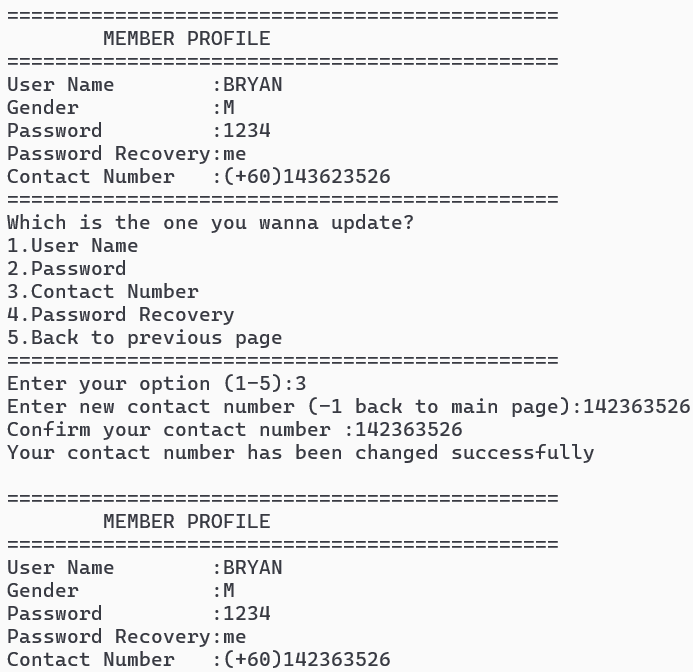 ==============================================
        MEMBER PROFILE
==============================================
User Name        :BRYAN
Gender           :M
Password         :1234
Password Recovery:me
Contact Number   :(+60)143623526
==============================================
Which is the one you wanna update?
1.User Name
2.Password
3.Contact Number
4.Password Recovery
5.Back to previous page
==============================================
Enter your option (1-5):3
Enter new contact number (-1 back to main page):142363526
Confirm your contact number :142363526
Your contact number has been changed successfully

==============================================
        MEMBER PROFILE
==============================================
User Name        :BRYAN
Gender           :M
Password         :1234
Password Recovery:me
Contact Number   :(+60)142363526